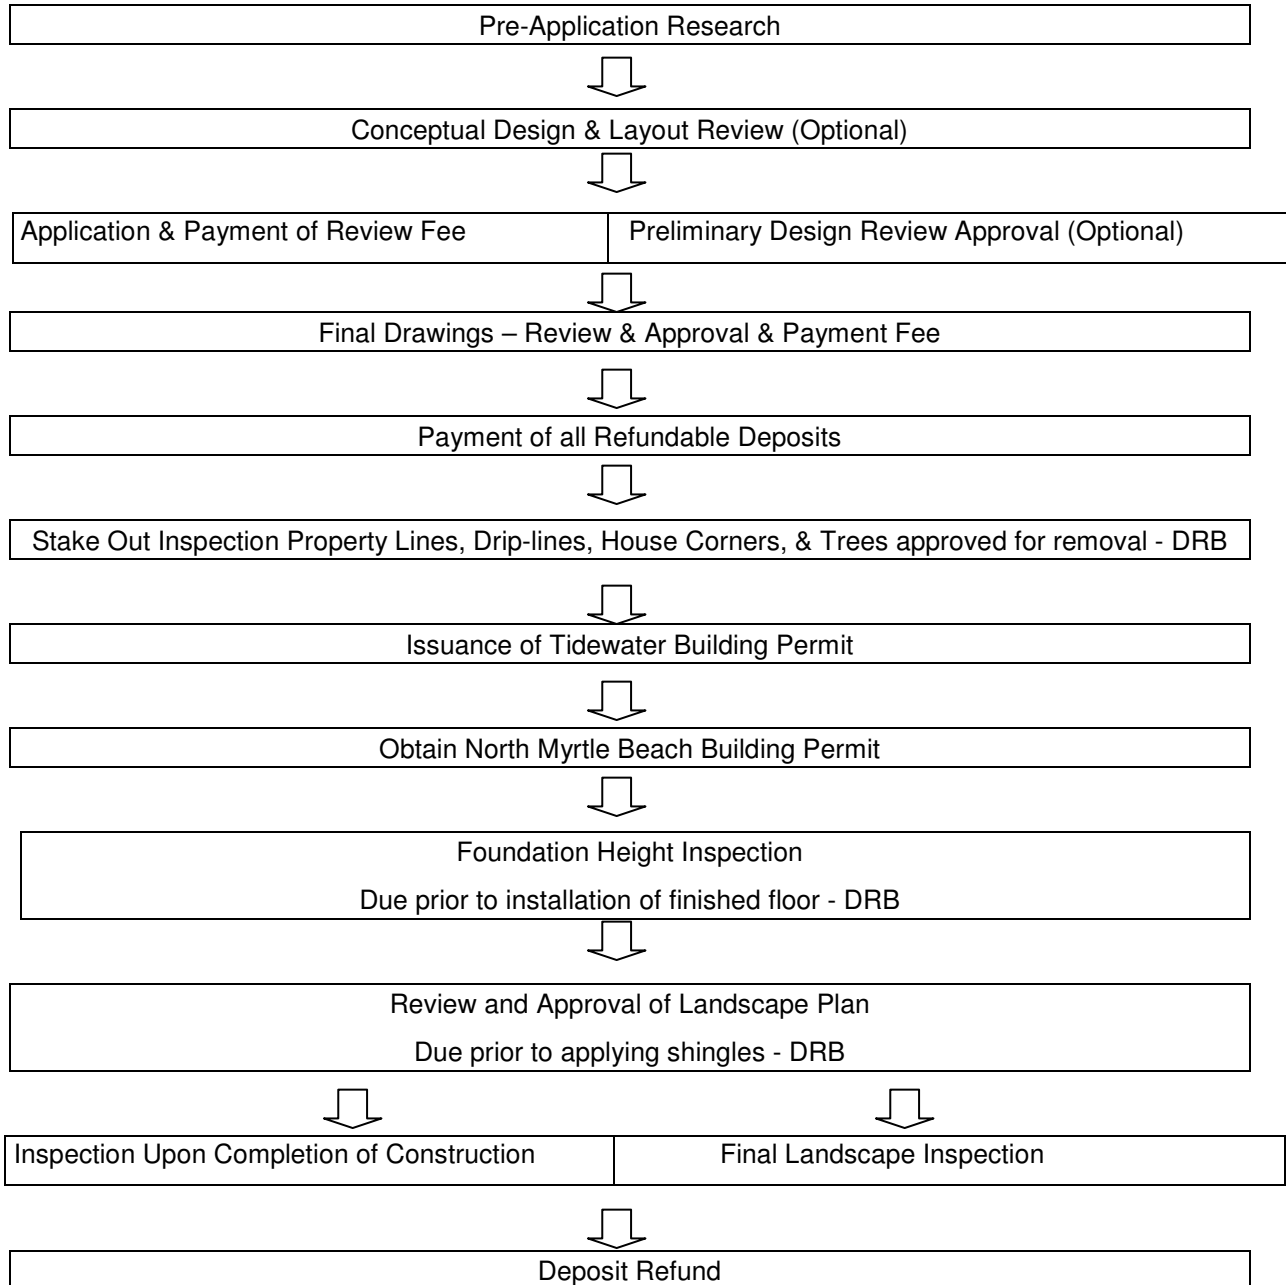 Pre-Application Research
Conceptual Design & Layout Review (Optional)
Application & Payment of Review Fee
Preliminary Design Review Approval (Optional)
Final Drawings – Review & Approval & Payment Fee
Payment of all Refundable Deposits
Stake Out Inspection Property Lines, Drip-lines, House Corners, & Trees approved for removal - DRB
Issuance of Tidewater Building Permit
Obtain North Myrtle Beach Building Permit
Foundation Height Inspection
Due prior to installation of finished floor - DRB
Review and Approval of Landscape Plan
Due prior to applying shingles - DRB
Inspection Upon Completion of Construction
Final Landscape Inspection
Deposit Refund